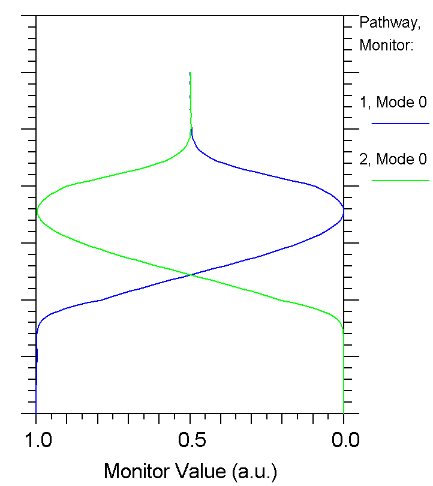 Pathway,
Monitor:
1, Mode 0
2, Mode 0
1.0 0.5 0.0
Monitor Value (a.u.)